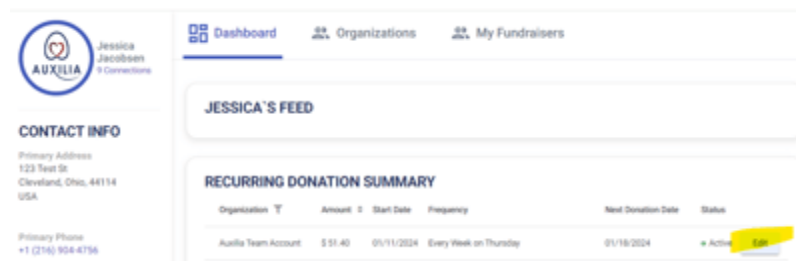 Dashboard
Organizations
My Fundraisers
AUXILIA
Jessica
Jacobsen
9 Connections
JESSICA`S FEED
CONTACT INFO
Primary Address
123 Test St
Cleveland, Ohio, 44114
USA
Primary Phone
+1 (216) 904-4756
RECURRING DONATION SUMMARY
Organization Amount Start Date Frequency Next Donation Date Status
Auxilia Team Account $ 51.40 01/11/2024 Every Week on Thursday 01/18/2024 Active Edit